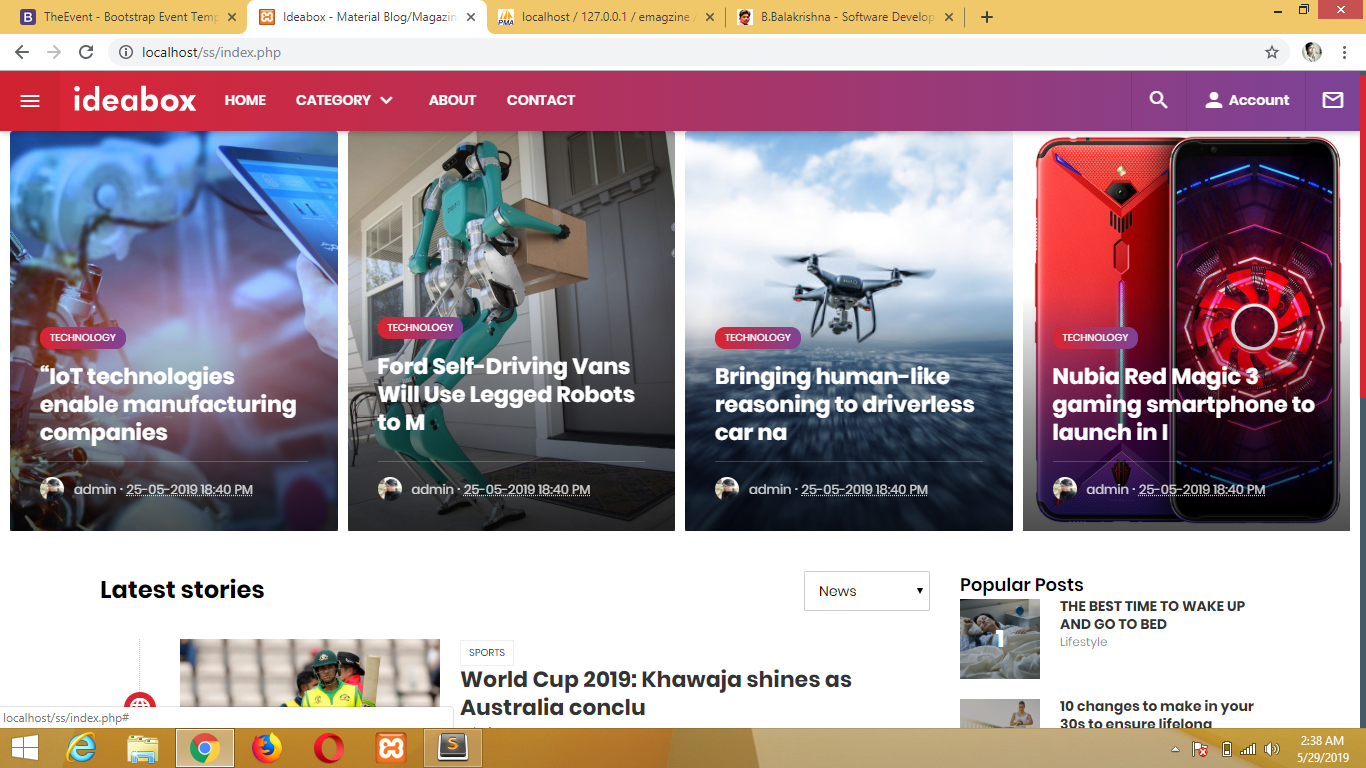 TheEvent - Bootstrap Event Temp
Ideabox - Material Blog/Magazin
localhost / 127.0.0.1 / emagzine /
B.Balakrishna - Software Develop
localhost/ss/index.php
ideabox
HOME
CATEGORY
ABOUT
CONTACT
Account
TECHNOLOGY
“IoT technologies
enable manufacturing
companies
admin · 25-05-2019 18:40 PM
TECHNOLOGY
Ford Self-Driving Vans
Will Use Legged Robots
to M
admin · 25-05-2019 18:40 PM
TECHNOLOGY
Bringing human-like
reasoning to driverless
car na
admin · 25-05-2019 18:40 PM
TECHNOLOGY
Nubia Red Magic 3
gaming smartphone to
launch in I
admin · 25-05-2019 18:40 PM
Latest stories
News
SPORTS
World Cup 2019: Khawaja shines as
Australia conclu
Popular Posts
1
THE BEST TIME TO WAKE UP
AND GO TO BED
Lifestyle
10 changes to make in your
30s to ensure lifelong
localhost/ss/index.php#
2:38 AM
5/29/2019